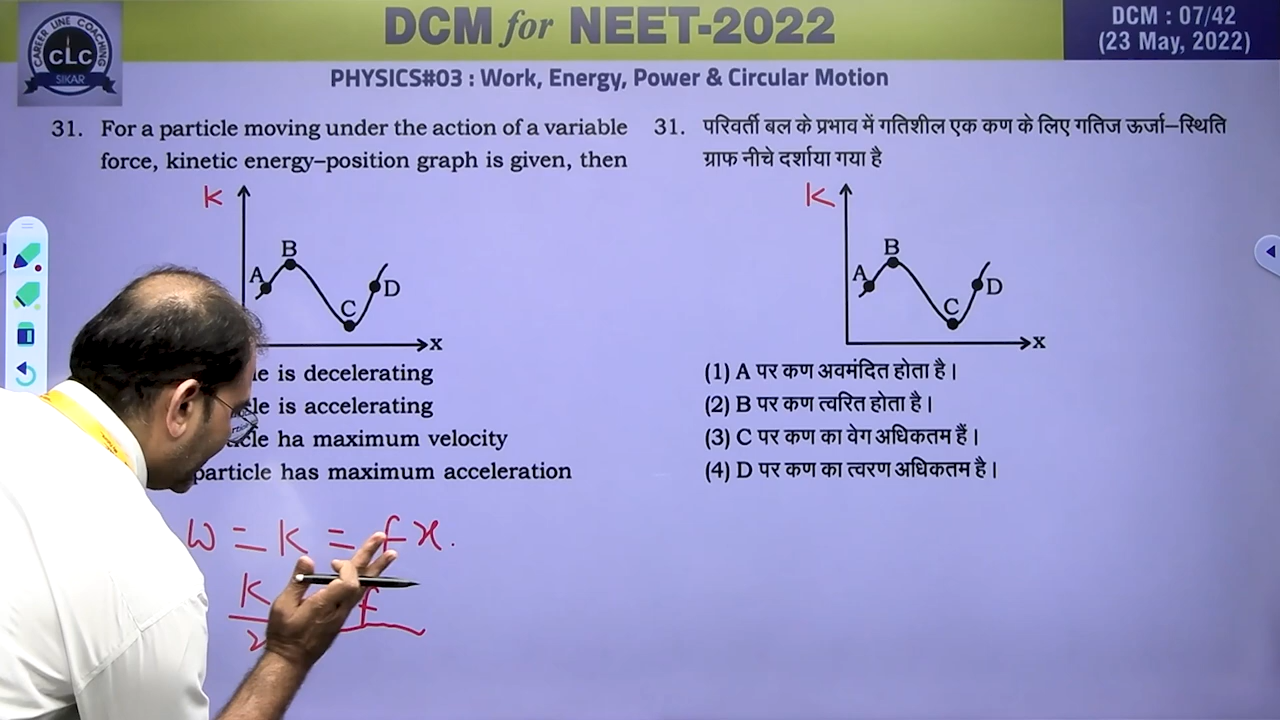 DCM for NEET-2022
DCM : 07/42
(23 May, 2022)
CAREER LINE COACHING
CLC
SIKAR
PHYSICS#03 : Work, Energy, Power & Circular Motion
31. For a particle moving under the action of a variable
force, kinetic energy–position graph is given, then
K
A
B
C
D
x
is decelerating
is accelerating
ha maximum velocity
particle has maximum acceleration
W = K = f x.
K
f
31. परिवर्ती बल के प्रभाव में गतिशील एक कण के लिए गतिज ऊर्जा–स्थिति
ग्राफ नीचे दर्शाया गया है
K
A
B
C
D
x
(1) A पर कण अवमंदित होता है।
(2) B पर कण त्वरित होता है।
(3) C पर कण का वेग अधिकतम हैं।
(4) D पर कण का त्वरण अधिकतम है।